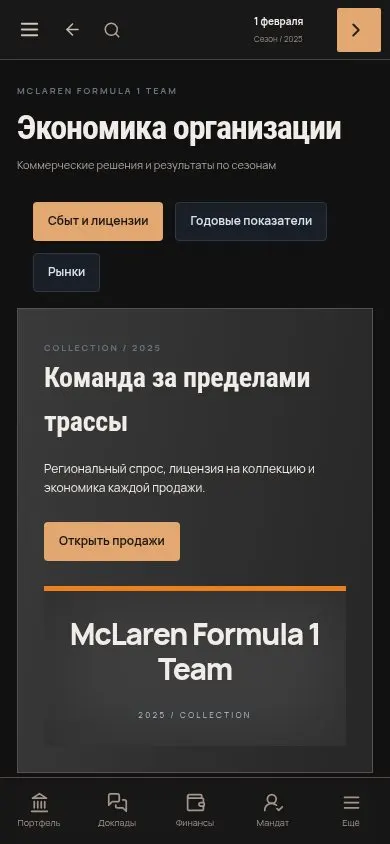 1 февраля
Сезон / 2025
MCLAREN FORMULA 1 TEAM
Экономика организации
Коммерческие решения и результаты по сезонам
Сбыт и лицензии
Годовые показатели
Рынки
COLLECTION / 2025
Команда за пределами
трассы
Региональный спрос, лицензия на коллекцию и
экономика каждой продажи.
Открыть продажи
McLaren Formula 1
Team
2025 / COLLECTION
Портфель
Доклады
Финансы
Мандат
Ещё